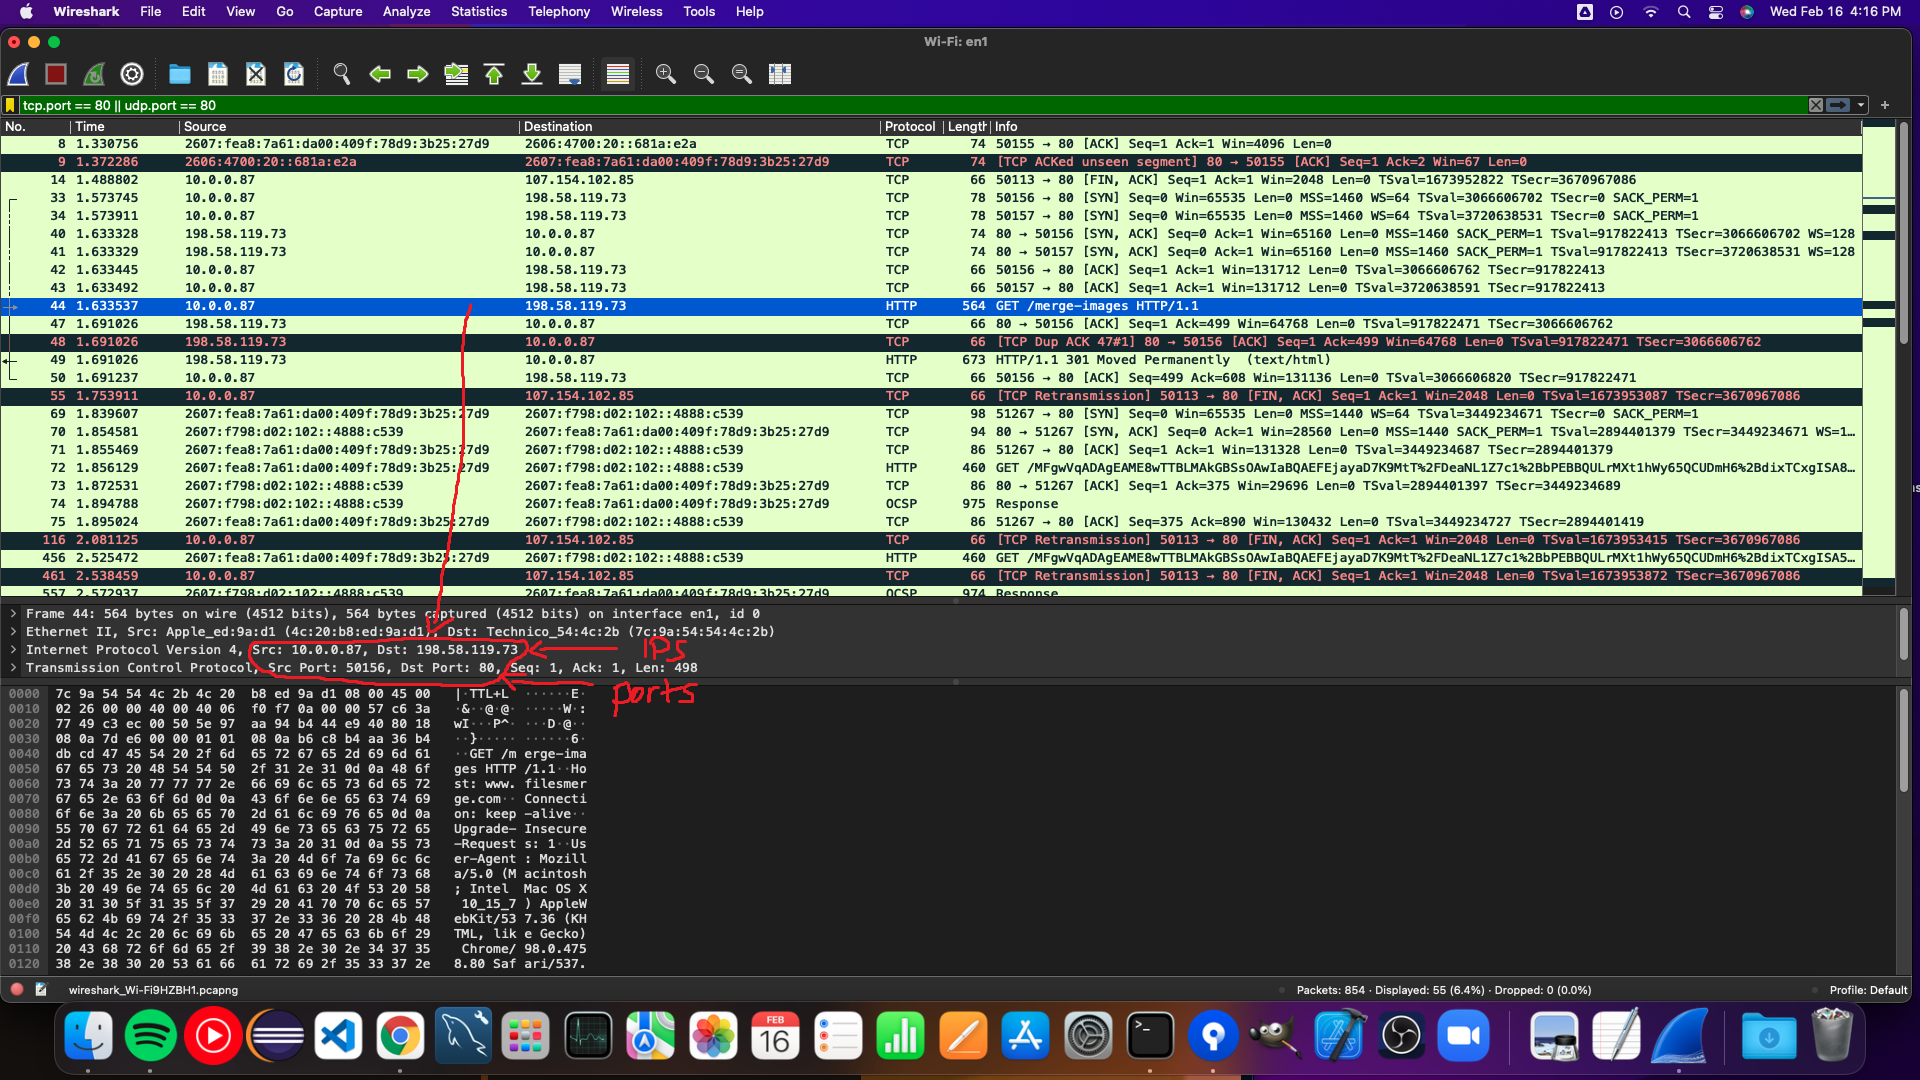 Wireshark File Edit View Go Capture Analyze Statistics Telephony Wireless Tools Help Wed Feb 16 4:16 PM
Wi-Fi: en1
tcp.port == 80 || udp.port == 80
No. Time Source Destination Protocol Length Info
8 1.330756 2607:fea8:7a61:da00:409f:78d9:3b25:27d9 2606:4700:20::681a:e2a TCP 74 50155 → 80 [ACK] Seq=1 Ack=1 Win=4096 Len=0
9 1.372286 2606:4700:20::681a:e2a 2607:fea8:7a61:da00:409f:78d9:3b25:27d9 TCP 74 [TCP ACKed unseen segment] 80 → 50155 [ACK] Seq=1 Ack=2 Win=67 Len=0
14 1.488802 10.0.0.87 107.154.102.85 TCP 66 50113 → 80 [FIN, ACK] Seq=1 Ack=1 Win=2048 Len=0 TSval=1673952822 TSecr=3670967086
33 1.573745 10.0.0.87 198.58.119.73 TCP 78 50156 → 80 [SYN] Seq=0 Win=65535 Len=0 MSS=1460 WS=64 TSval=3066606702 TSecr=0 SACK_PERM=1
34 1.573911 10.0.0.87 198.58.119.73 TCP 78 50157 → 80 [SYN] Seq=0 Win=65535 Len=0 MSS=1460 WS=64 TSval=3720638531 TSecr=0 SACK_PERM=1
40 1.633328 198.58.119.73 10.0.0.87 TCP 74 80 → 50156 [SYN, ACK] Seq=0 Ack=1 Win=65160 Len=0 MSS=1460 SACK_PERM=1 TSval=917822413 TSecr=3066606702 WS=128
41 1.633329 198.58.119.73 10.0.0.87 TCP 74 80 → 50157 [SYN, ACK] Seq=0 Ack=1 Win=65160 Len=0 MSS=1460 SACK_PERM=1 TSval=917822413 TSecr=3720638531 WS=128
42 1.633445 10.0.0.87 198.58.119.73 TCP 66 50156 → 80 [ACK] Seq=1 Ack=1 Win=131712 Len=0 TSval=3066606762 TSecr=917822413
43 1.633492 10.0.0.87 198.58.119.73 TCP 66 50157 → 80 [ACK] Seq=1 Ack=1 Win=131712 Len=0 TSval=3720638591 TSecr=917822413
44 1.633537 10.0.0.87 198.58.119.73 HTTP 564 GET /merge-images HTTP/1.1
47 1.691026 198.58.119.73 10.0.0.87 TCP 66 80 → 50156 [ACK] Seq=1 Ack=499 Win=64768 Len=0 TSval=917822471 TSecr=3066606762
48 1.691026 198.58.119.73 10.0.0.87 TCP 66 [TCP Dup ACK 47#1] 80 → 50156 [ACK] Seq=1 Ack=499 Win=64768 Len=0 TSval=917822471 TSecr=3066606762
49 1.691026 198.58.119.73 10.0.0.87 HTTP 673 HTTP/1.1 301 Moved Permanently (text/html)
50 1.691237 10.0.0.87 198.58.119.73 TCP 66 50156 → 80 [ACK] Seq=499 Ack=608 Win=131136 Len=0 TSval=3066606820 TSecr=917822471
55 1.753911 10.0.0.87 107.154.102.85 TCP 66 [TCP Retransmission] 50113 → 80 [FIN, ACK] Seq=1 Ack=1 Win=2048 Len=0 TSval=1673953087 TSecr=3670967086
69 1.839607 2607:fea8:7a61:da00:409f:78d9:3b25:27d9 2607:f798:d02:102::4888:c539 TCP 98 51267 → 80 [SYN] Seq=0 Win=65535 Len=0 MSS=1440 WS=64 TSval=3449234671 TSecr=0 SACK_PERM=1
70 1.854581 2607:f798:d02:102::4888:c539 2607:fea8:7a61:da00:409f:78d9:3b25:27d9 TCP 94 80 → 51267 [SYN, ACK] Seq=0 Ack=1 Win=28560 Len=0 MSS=1440 SACK_PERM=1 TSval=2894401379 TSecr=3449234671 WS=1…
71 1.855469 2607:fea8:7a61:da00:409f:78d9:3b25:27d9 2607:f798:d02:102::4888:c539 TCP 86 51267 → 80 [ACK] Seq=1 Ack=1 Win=131328 Len=0 TSval=3449234687 TSecr=2894401379
72 1.856129 2607:fea8:7a61:da00:409f:78d9:3b25:27d9 2607:f798:d02:102::4888:c539 HTTP 460 GET /MFgwVqADAgEAME8wTTBLMAkGBSsOAwIaBQAEFEjayaD7K9MtT%2FDeaNL1Z7c1%2BbPEBBQULrMXt1hWy65QCUDmH6%2BdixTCxgISA8…
73 1.872531 2607:f798:d02:102::4888:c539 2607:fea8:7a61:da00:409f:78d9:3b25:27d9 TCP 86 80 → 51267 [ACK] Seq=1 Ack=375 Win=29696 Len=0 TSval=2894401397 TSecr=3449234689
74 1.894788 2607:f798:d02:102::4888:c539 2607:fea8:7a61:da00:409f:78d9:3b25:27d9 OCSP 975 Response
75 1.895024 2607:fea8:7a61:da00:409f:78d9:3b25:27d9 2607:f798:d02:102::4888:c539 TCP 86 51267 → 80 [ACK] Seq=375 Ack=890 Win=130432 Len=0 TSval=3449234727 TSecr=2894401419
116 2.081125 10.0.0.87 107.154.102.85 TCP 66 [TCP Retransmission] 50113 → 80 [FIN, ACK] Seq=1 Ack=1 Win=2048 Len=0 TSval=1673953415 TSecr=3670967086
456 2.525472 2607:fea8:7a61:da00:409f:78d9:3b25:27d9 2607:f798:d02:102::4888:c539 HTTP 460 GET /MFgwVqADAgEAME8wTTBLMAkGBSsOAwIaBQAEFEjayaD7K9MtT%2FDeaNL1Z7c1%2BbPEBBQULrMXt1hWy65QCUDmH6%2BdixTCxgISA5…
461 2.538459 10.0.0.87 107.154.102.85 TCP 66 [TCP Retransmission] 50113 → 80 [FIN, ACK] Seq=1 Ack=1 Win=2048 Len=0 TSval=1673953872 TSecr=3670967086
557 2.572937 2607:f798:d02:102::4888:c539 2607:fea8:7a61:da00:409f:78d9:3b25:27d9 OCSP 974 Response
Frame 44: 564 bytes on wire (4512 bits), 564 bytes captured (4512 bits) on interface en1, id 0
Ethernet II, Src: Apple_ed:9a:d1 (4c:20:b8:ed:9a:d1), Dst: Technico_54:4c:2b (7c:9a:54:54:4c:2b)
Internet Protocol Version 4, Src: 10.0.0.87, Dst: 198.58.119.73 IPS
Transmission Control Protocol, Src Port: 50156, Dst Port: 80, Seq: 1, Ack: 1, Len: 498
ports
0000 7c 9a 54 54 4c 2b 4c 20 b8 ed 9a d1 08 00 45 00 |·TTL+L ······E·
0010 02 26 00 00 40 00 40 06 f0 f7 0a 00 00 57 c6 3a ·&··@·@· ·····W·:
0020 77 49 c3 ec 00 50 5e 97 aa 94 b4 44 e9 40 80 18 wI···P^· ···D·@··
0030 08 0a 7d e6 00 00 01 01 08 0a b6 c8 b4 aa 36 b4 ··}····· ······6·
0040 db cd 47 45 54 20 2f 6d 65 72 67 65 2d 69 6d 61 ··GET /m erge-ima
0050 67 65 73 20 48 54 54 50 2f 31 2e 31 0d 0a 48 6f ges HTTP /1.1··Ho
0060 73 74 3a 20 77 77 77 2e 66 69 6c 65 73 6d 65 72 st: www. filesmer
0070 67 65 2e 63 6f 6d 0d 0a 43 6f 6e 6e 65 63 74 69 ge.com·· Connecti
0080 6f 6e 3a 20 6b 65 65 70 2d 61 6c 69 76 65 0d 0a on: keep -alive··
0090 55 70 67 72 61 64 65 2d 49 6e 73 65 63 75 72 65 Upgrade- Insecure
00a0 2d 52 65 71 75 65 73 74 73 3a 20 31 0d 0a 55 73 -Request s: 1··Us
00b0 65 72 2d 41 67 65 6e 74 3a 20 4d 6f 7a 69 6c 6c er-Agent : Mozill
00c0 61 2f 35 2e 30 20 28 4d 61 63 69 6e 74 6f 73 68 a/5.0 (M acintosh
00d0 3b 20 49 6e 74 65 6c 20 4d 61 63 20 4f 53 20 58 ; Intel Mac OS X
00e0 20 31 30 5f 31 35 5f 37 29 20 41 70 70 6c 65 57 10_15_7 ) AppleW
00f0 65 62 4b 69 74 2f 35 33 37 2e 33 36 20 28 4b 48 ebKit/53 7.36 (KH
0100 54 4d 4c 2c 20 6c 69 6b 65 20 47 65 63 6b 6f 29 TML, lik e Gecko)
0110 20 43 68 72 6f 6d 65 2f 39 38 2e 30 2e 34 37 35 Chrome/ 98.0.475
0120 38 2e 38 30 20 53 61 66 61 72 69 2f 35 33 37 2e 8.80 Saf ari/537.
wireshark_Wi-Fi9HZBH1.pcapng Packets: 854 · Displayed: 55 (6.4%) · Dropped: 0 (0.0%) Profile: Default
FEB
16